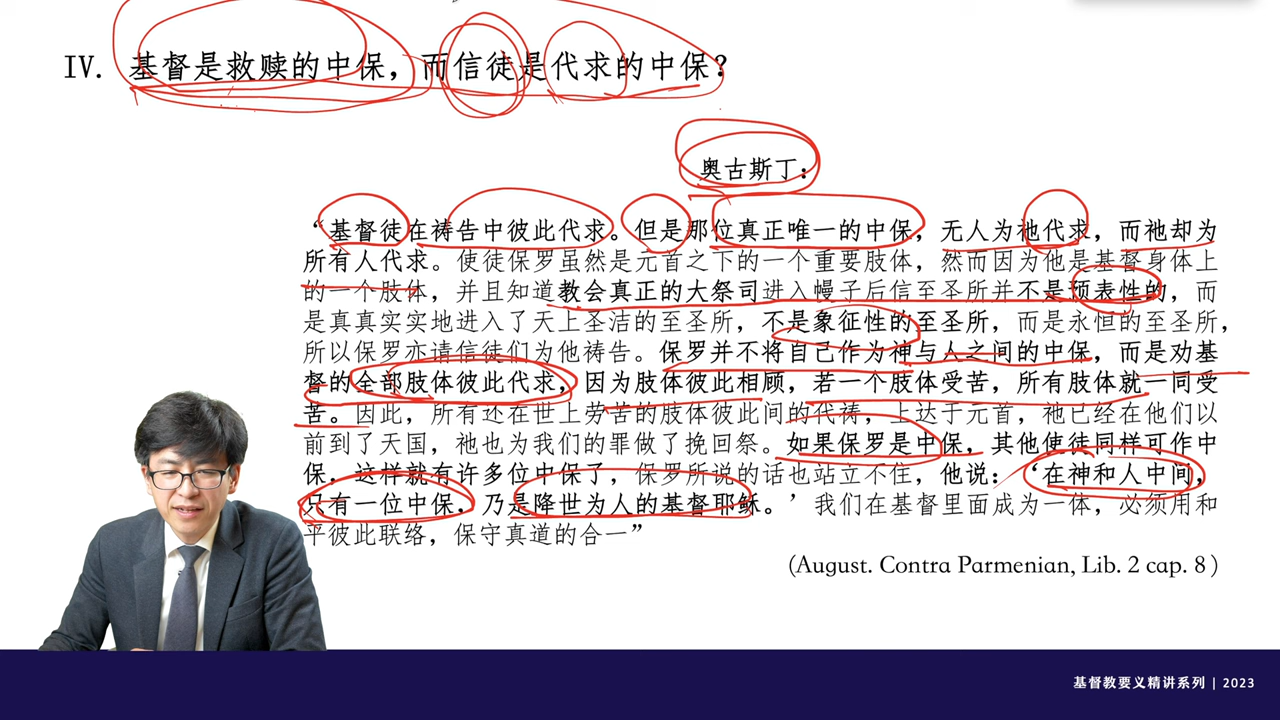 IV. 基督是救赎的中保，而信徒是代求的中保？
奥古斯丁：
“基督徒在祷告中彼此代求。但是那位真正唯一的中保，无人为祂代求，而祂却为
所有人代求。使徒保罗虽然是元首之下的一个重要肢体，然而因为他是基督身体上
的一个肢体，并且知道教会真正的大祭司进入幔子后信至圣所并不是预表性的，而
是真真实实地进入了天上圣洁的至圣所，不是象征性的至圣所，而是永恒的至圣所，
所以保罗亦请信徒们为他祷告。保罗并不将自己作为神与人之间的中保，而是劝基
督的全部肢体彼此代求，因为肢体彼此相顾，若一个肢体受苦，所有肢体就一同受
苦。因此，所有还在世上劳苦的肢体彼此间的代祷，上达于元首，祂已经在他们以
前到了天国，祂也为我们的罪做了挽回祭。如果保罗是中保，其他使徒同样可作中
保，这样就有许多位中保了，保罗所说的话也站立不住，他说：‘在神和人中间，
只有一位中保，乃是降世为人的基督耶稣。’我们在基督里面成为一体，必须用和
平彼此联络，保守真道的合一”
(August. Contra Parmenian, Lib. 2 cap. 8 )
基督教要义精讲系列 | 2023